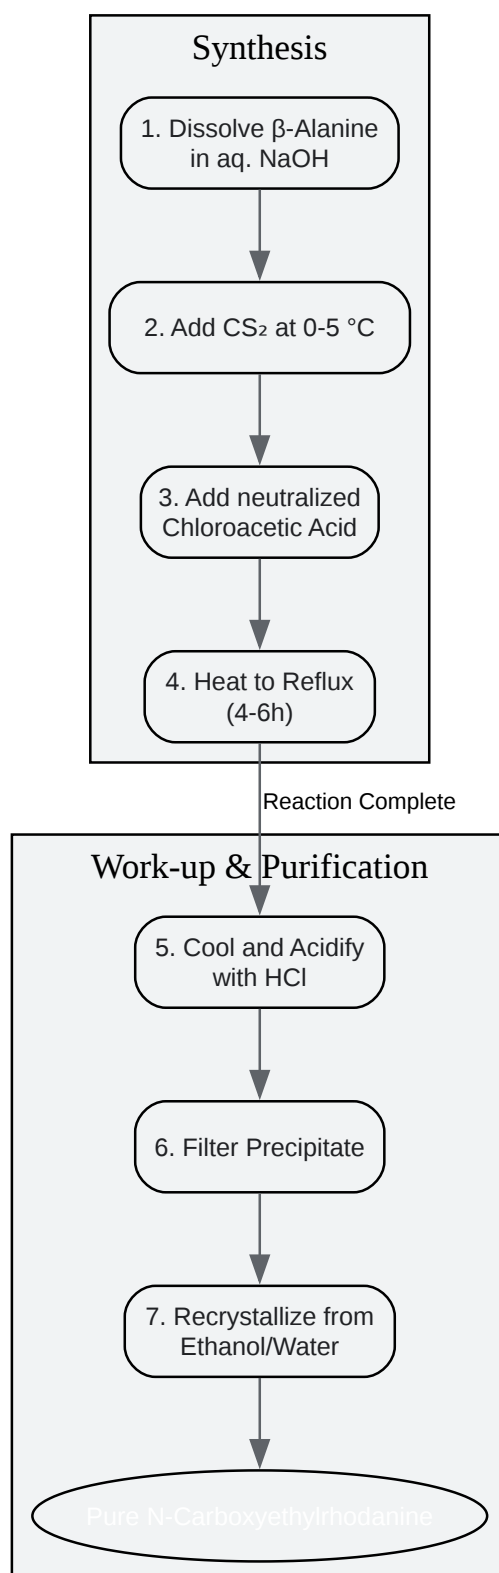 Synthesis
1. Dissolve β-Alanine
in aq. NaOH
2. Add CS₂ at 0-5 °C
3. Add neutralized
Chloroacetic Acid
4. Heat to Reflux
(4-6h)
Reaction Complete
Work-up & Purification
5. Cool and Acidify
with HCl
6. Filter Precipitate
7. Recrystallize from
Ethanol/Water
Pure N-Carboxyethylrhodanine